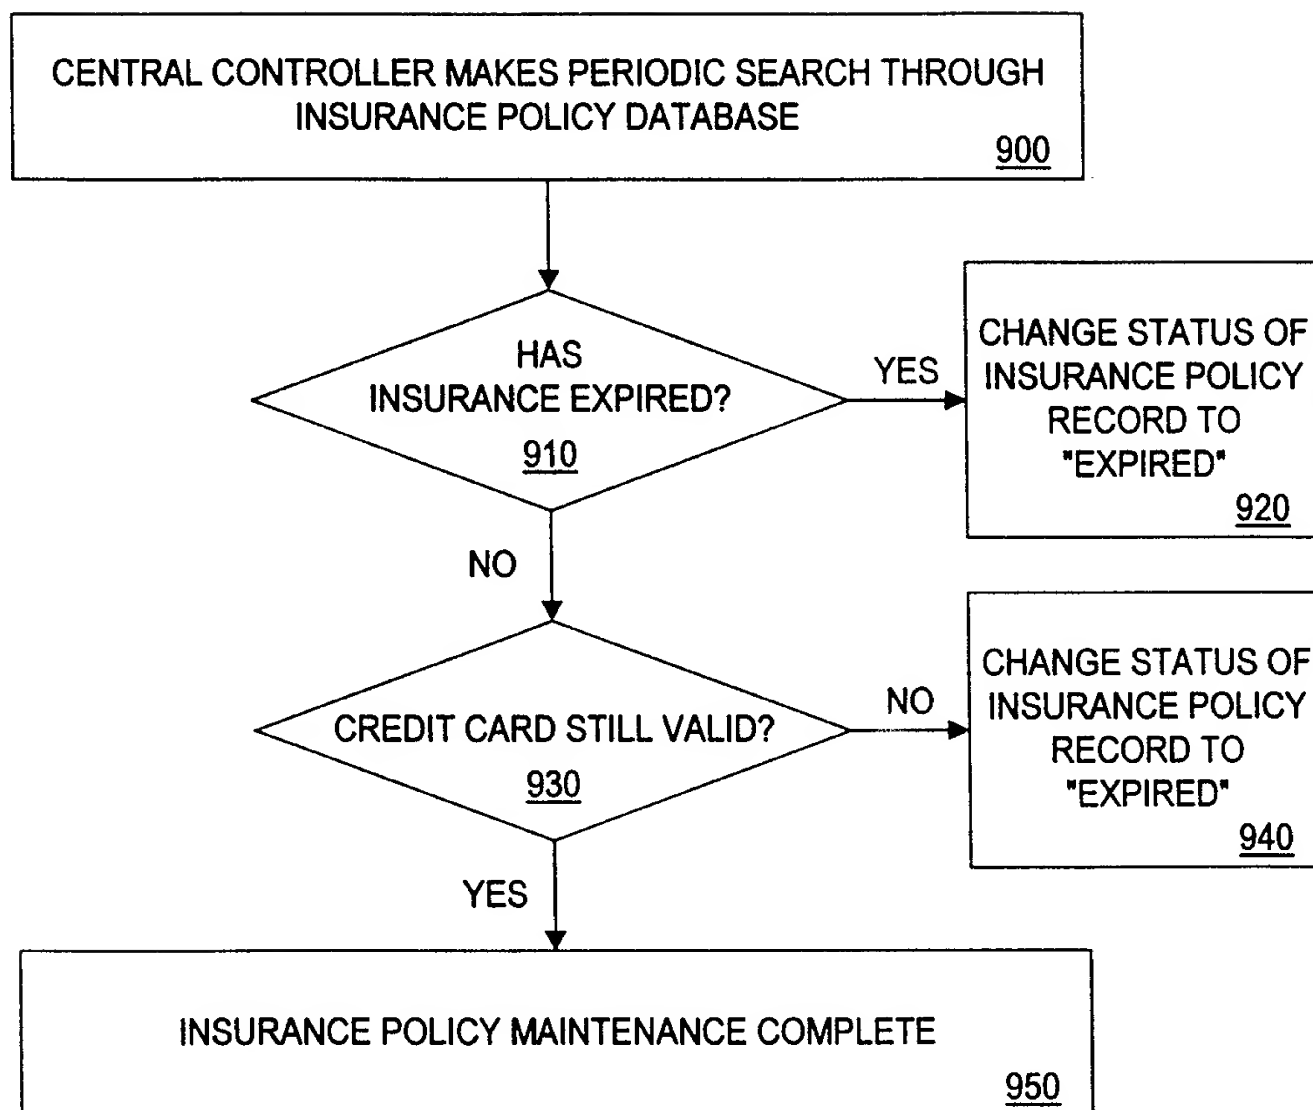 CENTRAL CONTROLLER MAKES PERIODIC SEARCH THROUGH
INSURANCE POLICY DATABASE
900
HAS
INSURANCE EXPIRED?
910
YES
CHANGE STATUS OF
INSURANCE POLICY
RECORD TO
"EXPIRED"
920
NO
CREDIT CARD STILL VALID?
930
NO
CHANGE STATUS OF
INSURANCE POLICY
RECORD TO
"EXPIRED"
940
YES
INSURANCE POLICY MAINTENANCE COMPLETE
950